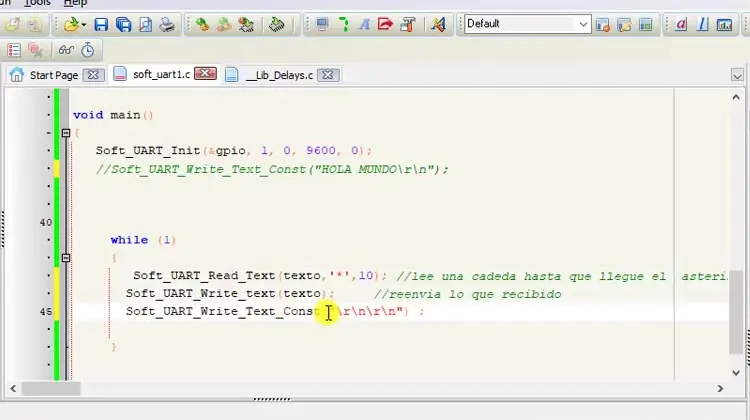 Tools Help
Default
Start Page soft_uart1.c __Lib_Delays.c
void main()
{
Soft_UART_Init(&gpio, 1, 0, 9600, 0);
//Soft_UART_Write_Text_Const("HOLA MUNDO\r\n");
40
while (1)
{
Soft_UART_Read_Text(texto,'*',10); //lee una cadeda hasta que llegue el
Soft_UART_Write_text(texto); //reenvia lo que recibido
45 Soft_UART_Write_Text_Const("\r\n\r\n") ;
}